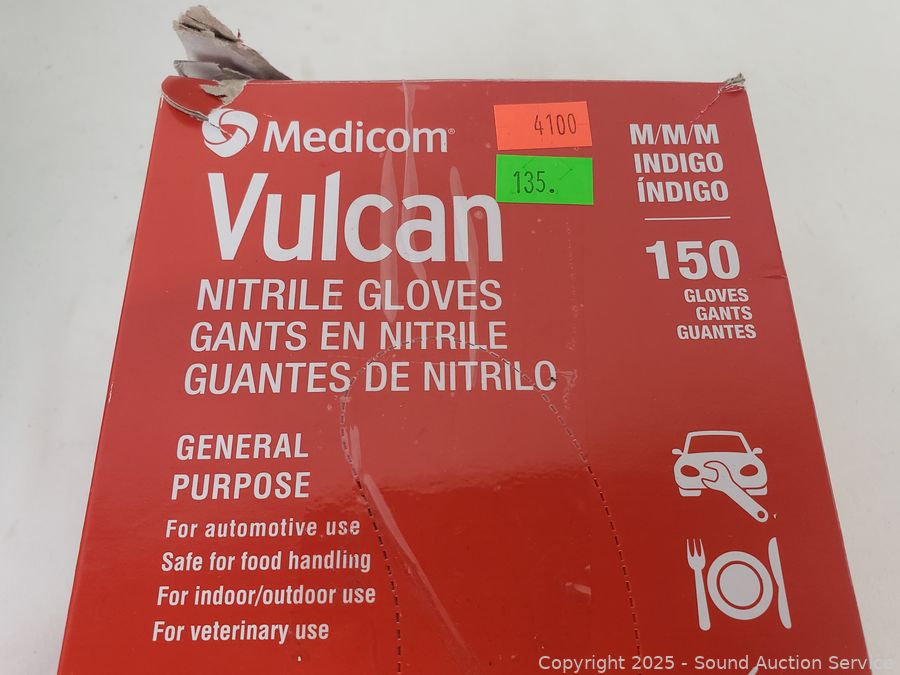 Medicom®
Vulcan
NITRILE GLOVES
GANTS EN NITRILE
GUANTES DE NITRILO
GENERAL
PURPOSE
For automotive use
Safe for food handling
For indoor/outdoor use
For veterinary use
4100
135.
M/M/M
INDIGO
ÍNDIGO
150
GLOVES
GANTS
GUANTES
Copyright 2025 - Sound Auction Service